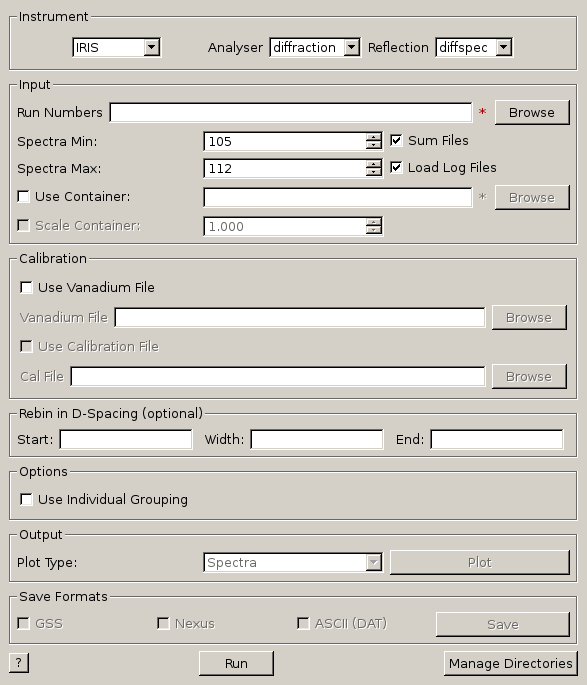 Instrument
IRIS Analyser diffraction Reflection diffspec
Input
Run Numbers * Browse
Spectra Min: 105 Sum Files
Spectra Max: 112 Load Log Files
Use Container: * Browse
Scale Container: 1.000
Calibration
Use Vanadium File
Vanadium File Browse
Use Calibration File
Cal File Browse
Rebin in D-Spacing (optional)
Start: Width: End:
Options
Use Individual Grouping
Output
Plot Type: Spectra Plot
Save Formats
GSS Nexus ASCII (DAT) Save
? Run Manage Directories